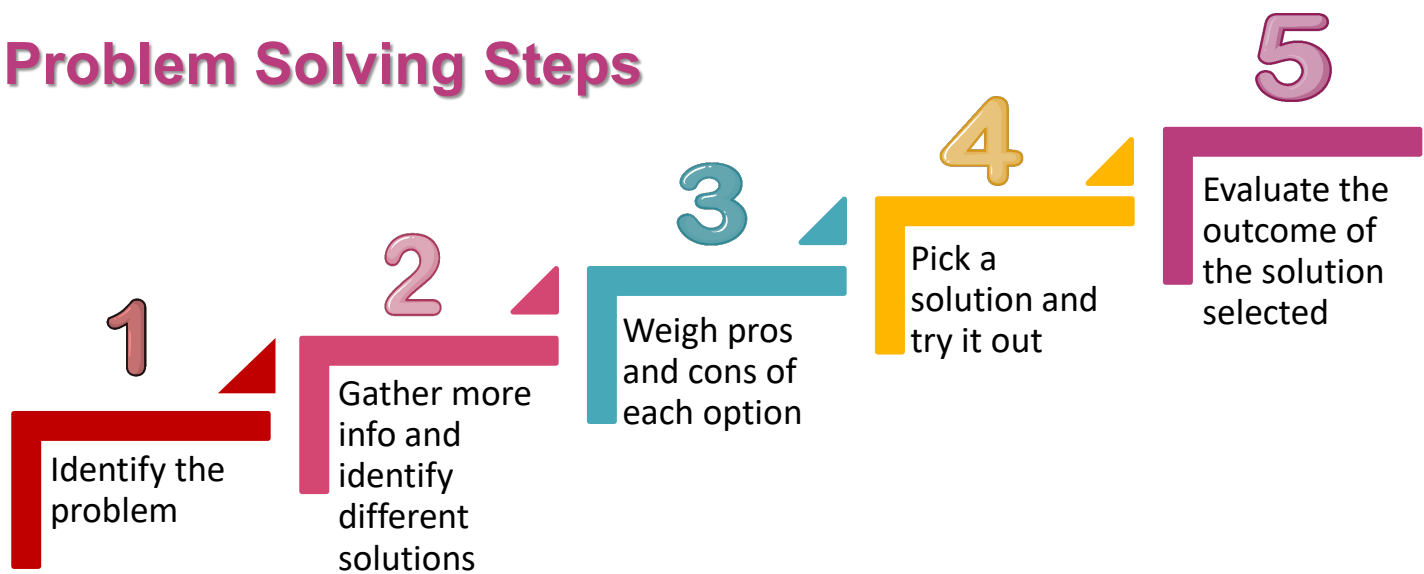 Problem Solving Steps
1
Identify the
problem
2
Gather more
info and
identify
different
solutions
3
Weigh pros
and cons of
each option
4
Pick a
solution and
try it out
5
Evaluate the
outcome of
the solution
selected